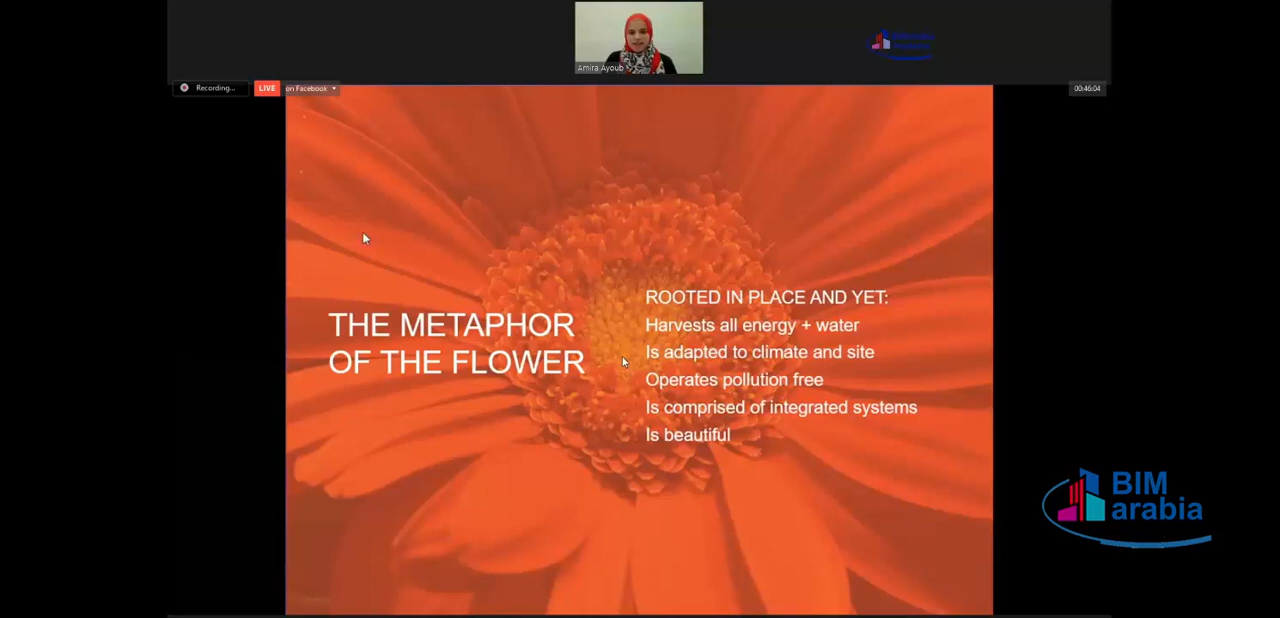 Amira Ayoub
Recording...
LIVE
on Facebook
00:46:04
THE METAPHOR
OF THE FLOWER
ROOTED IN PLACE AND YET:
Harvests all energy + water
Is adapted to climate and site
Operates pollution free
Is comprised of integrated systems
Is beautiful
BIM
arabia